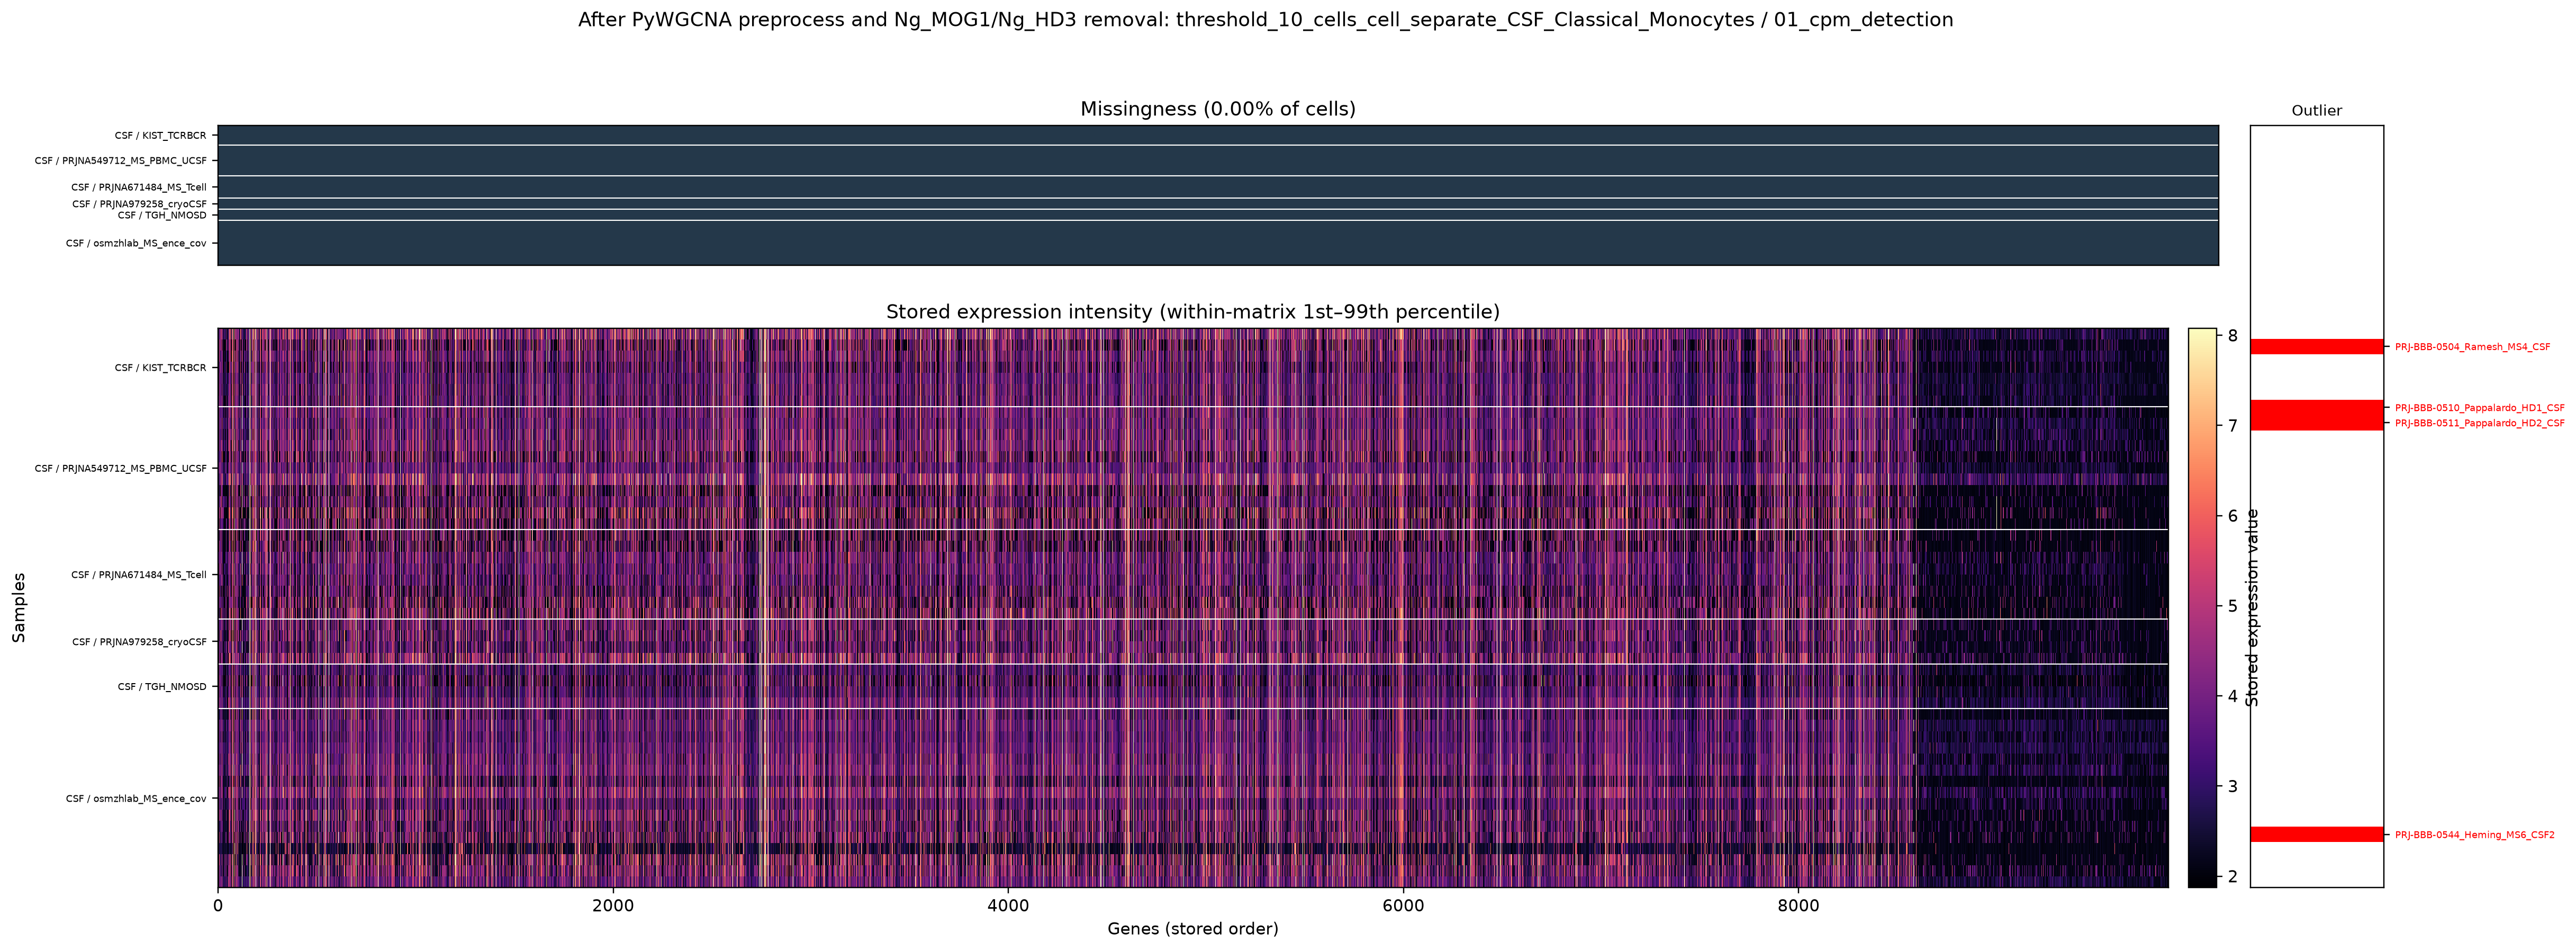 After PyWGCNA preprocess and Ng_MOG1/Ng_HD3 removal: threshold_10_cells_cell_separate_CSF_Classical_Monocytes / 01_cpm_detection
Missingness (0.00% of cells)
Outlier
CSF / KIST_TCRBCR
CSF / PRJNA549712_MS_PBMC_UCSF
CSF / PRJNA671484_MS_Tcell
CSF / PRJNA979258_cryoCSF
CSF / TGH_NMOSD
CSF / osmzhlab_MS_ence_cov
Stored expression intensity (within-matrix 1st–99th percentile)
Samples
CSF / KIST_TCRBCR
CSF / PRJNA549712_MS_PBMC_UCSF
CSF / PRJNA671484_MS_Tcell
CSF / PRJNA979258_cryoCSF
CSF / TGH_NMOSD
CSF / osmzhlab_MS_ence_cov
0
2000
4000
6000
8000
Genes (stored order)
8
7
6
5
4
3
2
Stored expression value
PRJ-BBB-0504_Ramesh_MS4_CSF
PRJ-BBB-0510_Pappalardo_HD1_CSF
PRJ-BBB-0511_Pappalardo_HD2_CSF
PRJ-BBB-0544_Heming_MS6_CSF2